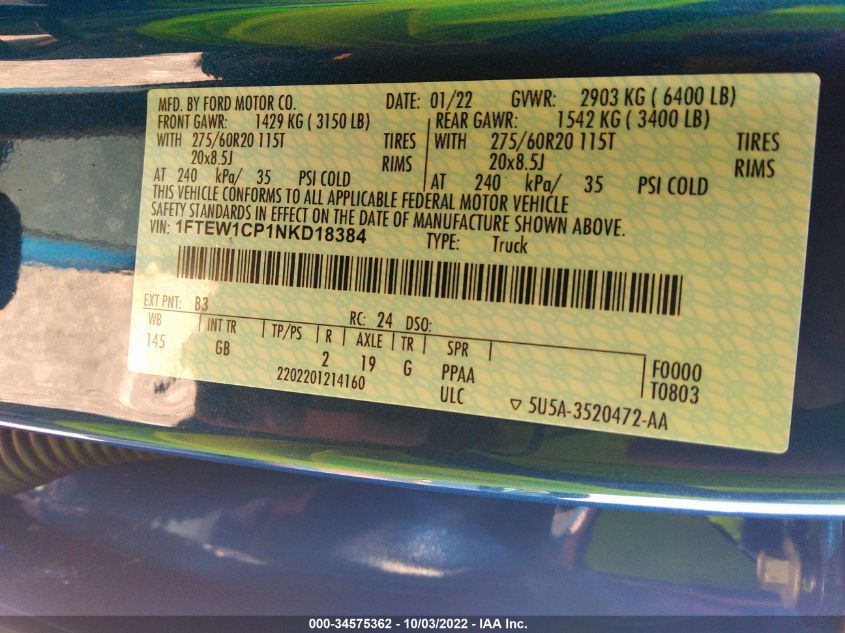 MFD. BY FORD MOTOR CO. DATE: 01/22 GVWR: 2903 KG ( 6400 LB)
FRONT GAWR: 1429 KG ( 3150 LB) REAR GAWR: 1542 KG ( 3400 LB)
WITH 275/60R20 115T TIRES WITH 275/60R20 115T TIRES
20x8.5J RIMS 20x8.5J RIMS
AT 240 kPa/ 35 PSI COLD AT 240 kPa/ 35 PSI COLD
THIS VEHICLE CONFORMS TO ALL APPLICABLE FEDERAL MOTOR VEHICLE
SAFETY STANDARDS IN EFFECT ON THE DATE OF MANUFACTURE SHOWN ABOVE.
VIN: 1FTEW1CP1NKD18384 TYPE: Truck
EXT PNT: B3 RC: 24 DSO:
WB INT TR TP/PS R AXLE TR SPR
145 GB 2 19 G PPAA F0000
2202201214160 ULC T0803
▽ 5U5A-3520472-AA
000-34575362 - 10/03/2022 - IAA Inc.